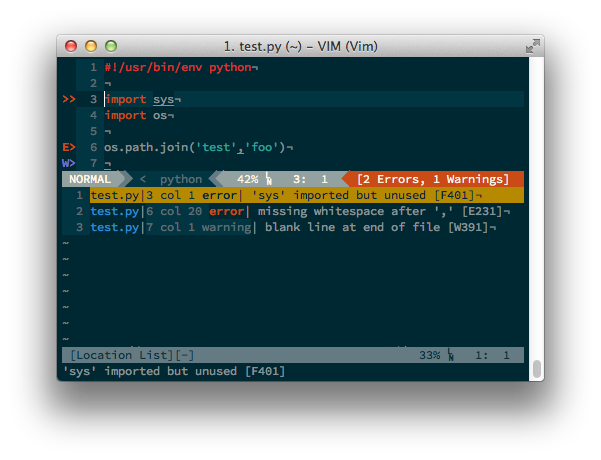 1. test.py (~) – VIM (Vim)
1 #!/usr/bin/env python¬
2 ¬
>> 3 import sys¬
4 import os¬
5 ¬
E> 6 os.path.join('test','foo')¬
W> 7 ¬
NORMAL < python 42% ␤ 3: 1 [2 Errors, 1 Warnings]
1 test.py|3 col 1 error| 'sys' imported but unused [F401]¬
2 test.py|6 col 20 error| missing whitespace after ',' [E231]¬
3 test.py|7 col 1 warning| blank line at end of file [W391]¬
~
~
~
~
~
~
~
[Location List][-] 33% ␤ 1: 1
'sys' imported but unused [F401]